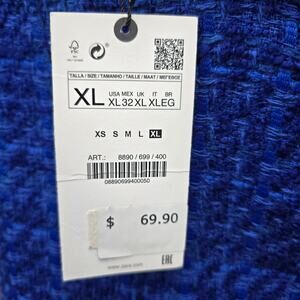 FSC
TALLA / SIZE / TAMANHO / TAILLE / MAAT / МЕГЕΘΟΣ
XL
USA MEX UK IT BR
XL 32 XL XL EG
XS S M L XL
ART.: 8890 / 699 / 400
08890699400050
$ 69.90
www.zara.com
EAC